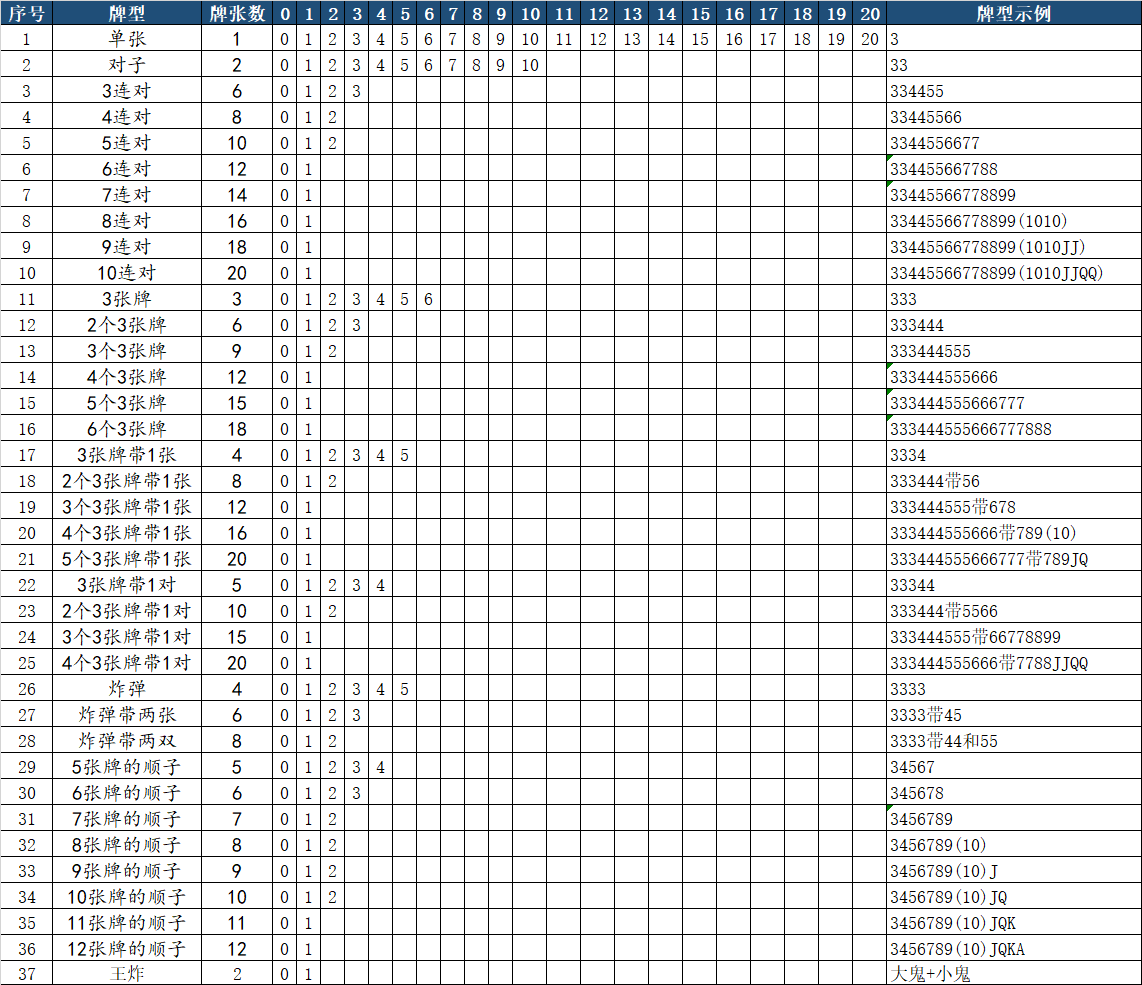 序号 牌型 牌张数 0 1 2 3 4 5 6 7 8 9 10 11 12 13 14 15 16 17 18 19 20 牌型示例
1 单张 1 0 1 2 3 4 5 6 7 8 9 10 11 12 13 14 15 16 17 18 19 20 3
2 对子 2 0 1 2 3 4 5 6 7 8 9 10 33
3 3连对 6 0 1 2 3 334455
4 4连对 8 0 1 2 33445566
5 5连对 10 0 1 2 3344556677
6 6连对 12 0 1 334455667788
7 7连对 14 0 1 33445566778899
8 8连对 16 0 1 33445566778899(1010)
9 9连对 18 0 1 33445566778899(1010JJ)
10 10连对 20 0 1 33445566778899(1010JJQQ)
11 3张牌 3 0 1 2 3 4 5 6 333
12 2个3张牌 6 0 1 2 3 333444
13 3个3张牌 9 0 1 2 333444555
14 4个3张牌 12 0 1 333444555666
15 5个3张牌 15 0 1 333444555666777
16 6个3张牌 18 0 1 333444555666777888
17 3张牌带1张 4 0 1 2 3 4 5 3334
18 2个3张牌带1张 8 0 1 2 333444带56
19 3个3张牌带1张 12 0 1 333444555带678
20 4个3张牌带1张 16 0 1 333444555666带789(10)
21 5个3张牌带1张 20 0 1 333444555666777带789JQ
22 3张牌带1对 5 0 1 2 3 4 33344
23 2个3张牌带1对 10 0 1 2 333444带5566
24 3个3张牌带1对 15 0 1 333444555带66778899
25 4个3张牌带1对 20 0 1 333444555666带7788JJQQ
26 炸弹 4 0 1 2 3 4 5 3333
27 炸弹带两张 6 0 1 2 3 3333带45
28 炸弹带两双 8 0 1 2 3333带44和55
29 5张牌的顺子 5 0 1 2 3 4 34567
30 6张牌的顺子 6 0 1 2 3 345678
31 7张牌的顺子 7 0 1 2 3456789
32 8张牌的顺子 8 0 1 2 3456789(10)
33 9张牌的顺子 9 0 1 2 3456789(10)J
34 10张牌的顺子 10 0 1 2 3456789(10)JQ
35 11张牌的顺子 11 0 1 3456789(10)JQK
36 12张牌的顺子 12 0 1 3456789(10)JQKA
37 王炸 2 0 1 大鬼+小鬼